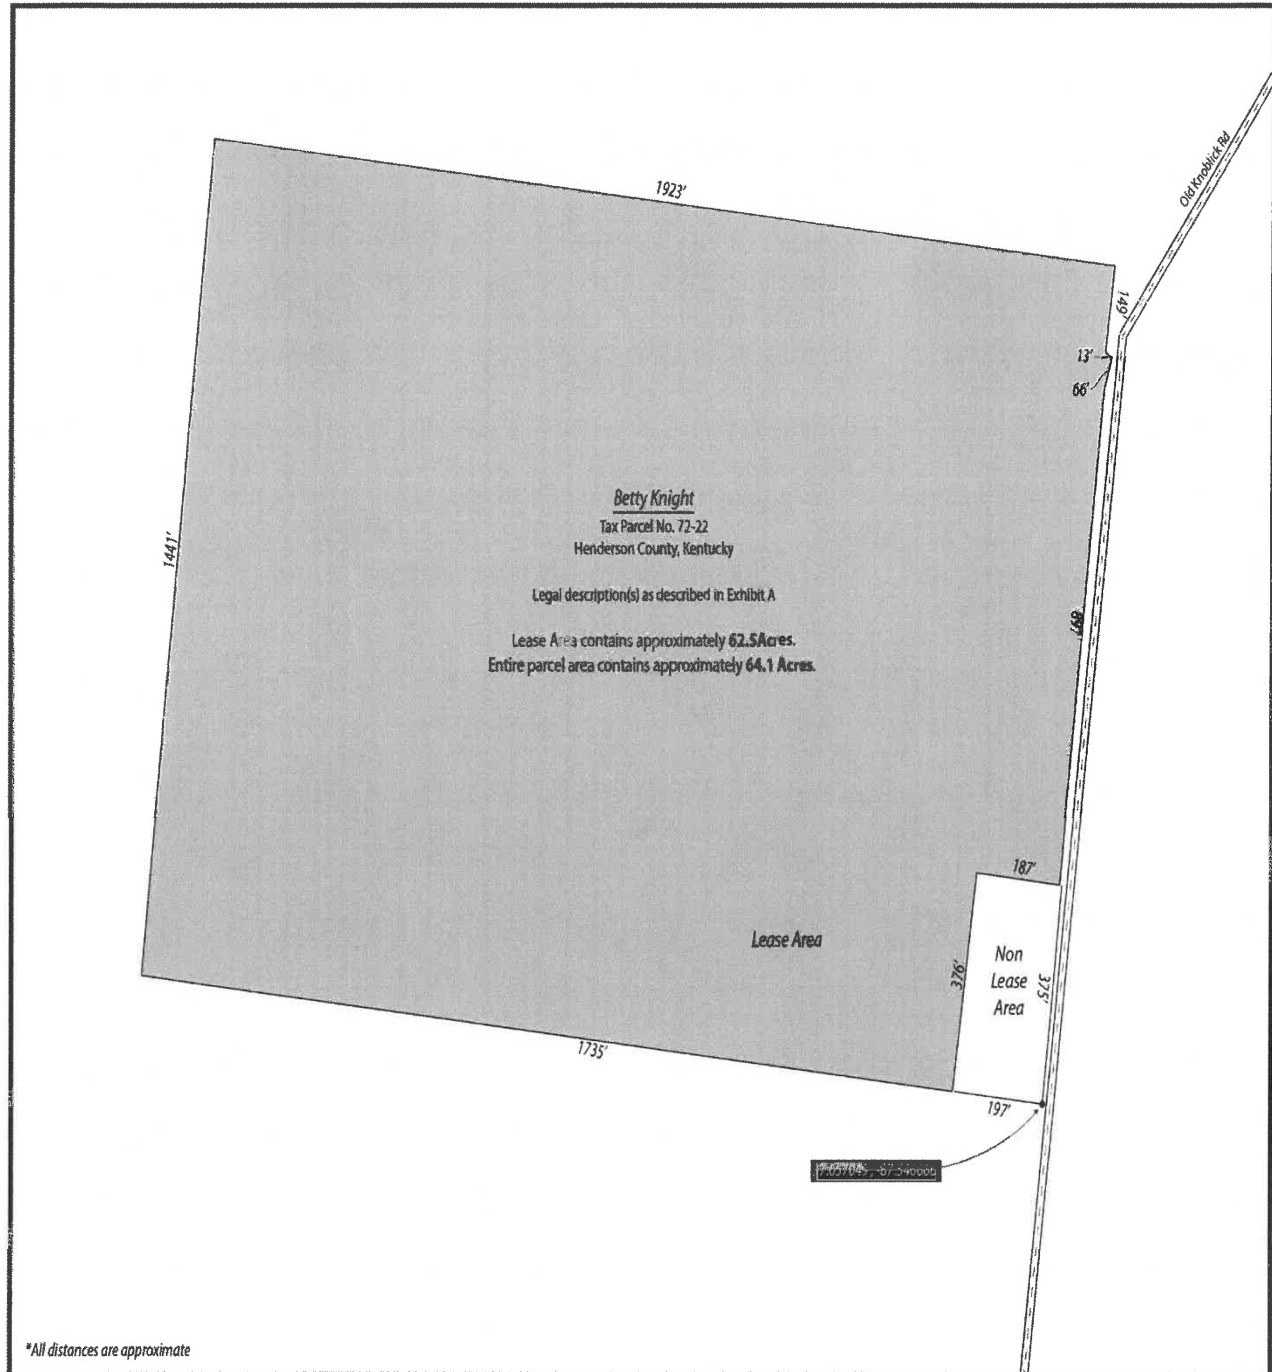 Old Knoblick Rd
1923'
149'
13'
66'
1441'
Betty Knight
Tax Parcel No. 72-22
Henderson County, Kentucky
Legal description(s) as described in Exhibit A
Lease Area contains approximately 62.5Acres.
Entire parcel area contains approximately 64.1 Acres.
187'
Lease Area
376'
Non
Lease
Area
375'
1735'
197'
*All distances are approximate